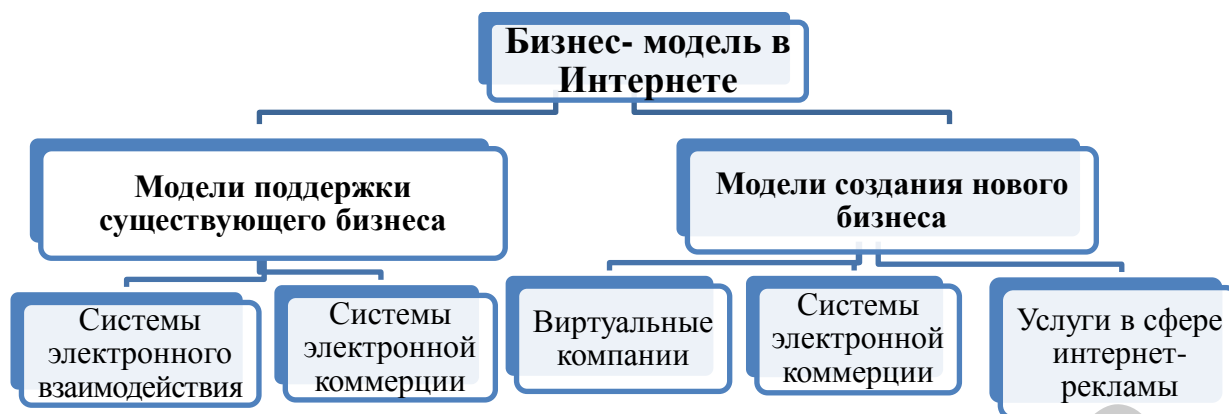 Бизнес- модель в
Интернете
Модели поддержки
существующего бизнеса
Модели создания нового
бизнеса
Системы
электронного
взаимодействия
Системы
электронной
коммерции
Виртуальные
компании
Системы
электронной
коммерции
Услуги в сфере
интернет-
рекламы